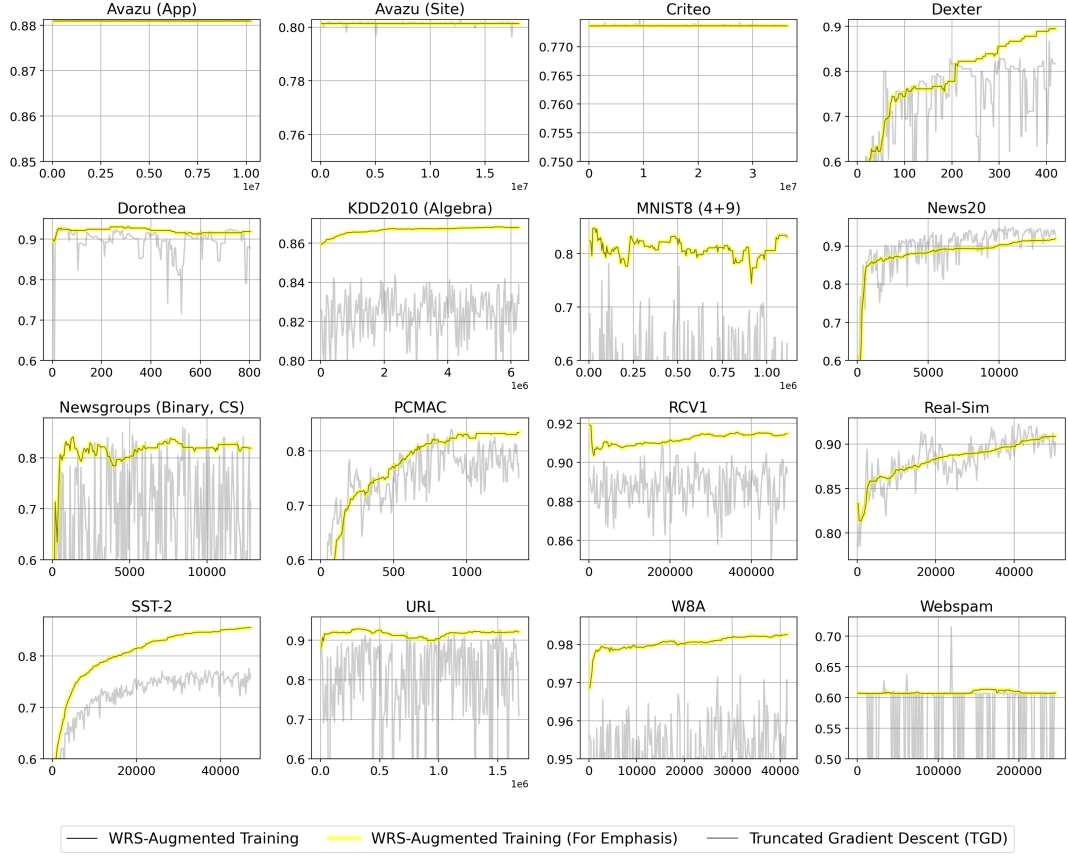 Avazu (App)
0.88
0.87
0.86
0.85
0.00 0.25 0.50 0.75 1.00
1e7
Avazu (Site)
0.80
0.78
0.76
0.0 0.5 1.0 1.5
1e7
Criteo
0.770
0.765
0.760
0.755
0.750
0 1 2 3
1e7
Dexter
0.9
0.8
0.7
0.6
0 100 200 300 400
Dorothea
0.9
0.8
0.7
0.6
0 200 400 600 800
KDD2010 (Algebra)
0.86
0.84
0.82
0.80
0 2 4 6
1e6
MNIST8 (4+9)
0.8
0.7
0.6
0.00 0.25 0.50 0.75 1.00
1e6
News20
0.9
0.8
0.7
0.6
0 5000 10000
Newsgroups (Binary, CS)
0.8
0.7
0.6
0 5000 10000
PCMAC
0.8
0.7
0.6
0 500 1000
RCV1
0.92
0.90
0.88
0.86
0 200000 400000
Real-Sim
0.90
0.85
0.80
0 20000 40000
SST-2
0.8
0.7
0.6
0 20000 40000
URL
0.9
0.8
0.7
0.6
0.0 0.5 1.0 1.5
1e6
W8A
0.98
0.97
0.96
0.95
0 10000 20000 30000 40000
Webspam
0.70
0.65
0.60
0.55
0.50
0 100000 200000
WRS-Augmented Training WRS-Augmented Training (For Emphasis) Truncated Gradient Descent (TGD)